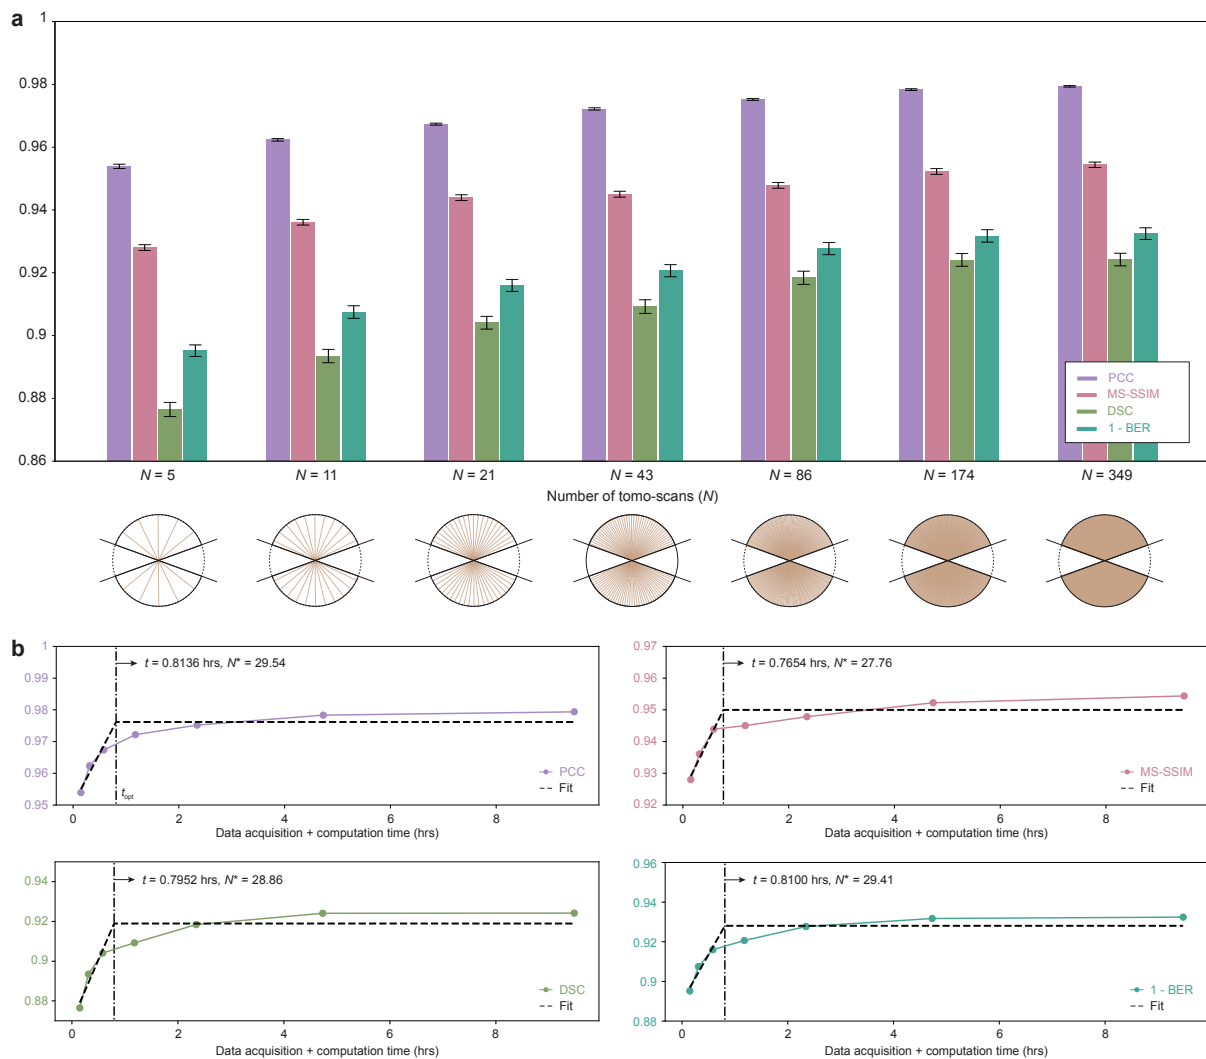 a
1
0.98
0.96
0.94
0.92
0.9
0.88
0.86
PCC
MS-SSIM
DSC
1 - BER
N = 5 N = 11 N = 21 N = 43 N = 86 N = 174 N = 349
Number of tomo-scans (N)
b
1
0.99
0.98
0.97
0.96
0.95
t = 0.8136 hrs, N* = 29.54
t_opt
PCC
Fit
0 2 4 6 8
Data acquisition + computation time (hrs)
0.97
0.96
0.95
0.94
0.93
0.92
t = 0.7654 hrs, N* = 27.76
MS-SSIM
Fit
0 2 4 6 8
Data acquisition + computation time (hrs)
0.94
0.92
0.9
0.88
t = 0.7952 hrs, N* = 28.86
DSC
Fit
0 2 4 6 8
Data acquisition + computation time (hrs)
0.96
0.94
0.92
0.9
0.88
t = 0.8100 hrs, N* = 29.41
1 - BER
Fit
0 2 4 6 8
Data acquisition + computation time (hrs)